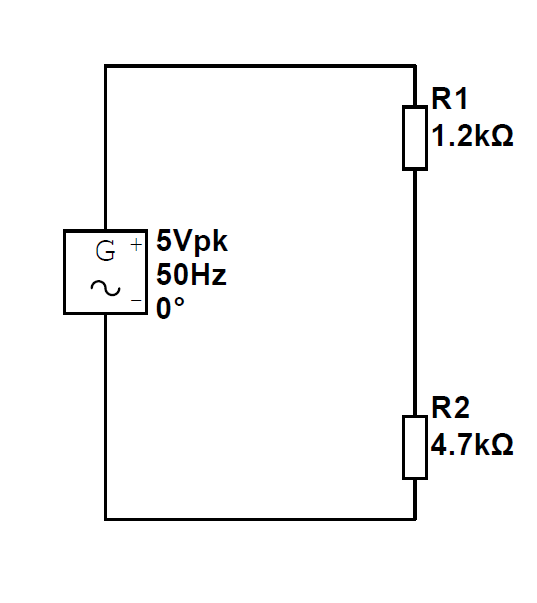 R1
1.2kΩ
G + 5Vpk
50Hz
− 0°
R2
4.7kΩ